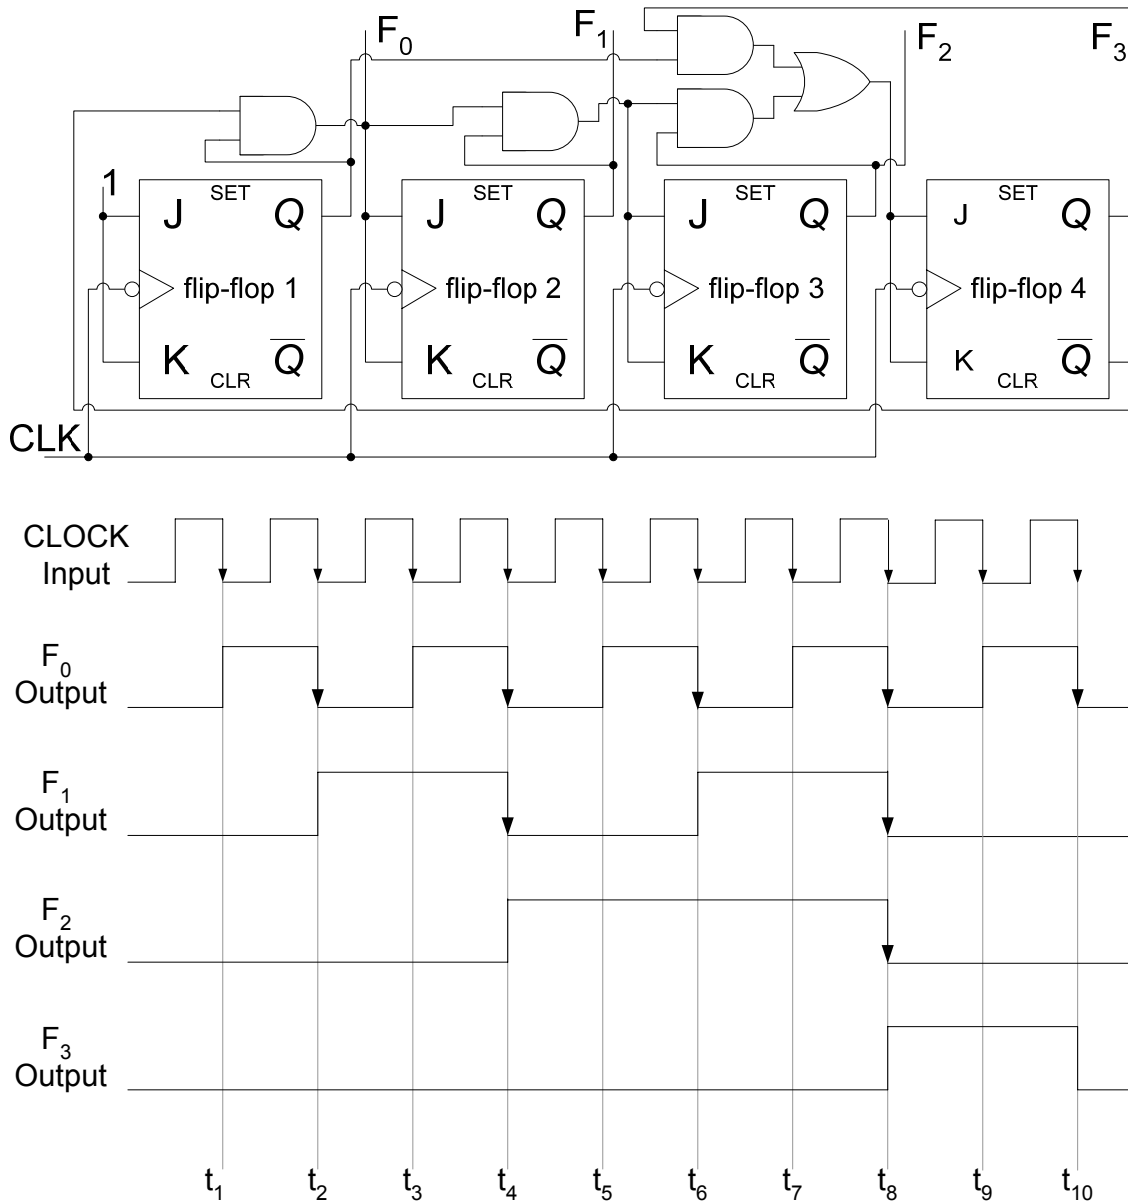 F0 F1 F2 F3
1
SET SET SET SET
J Q J Q J Q J Q
flip-flop 1 flip-flop 2 flip-flop 3 flip-flop 4
K Q̅ K Q̅ K Q̅ K Q̅
CLR CLR CLR CLR
CLK
CLOCK
Input
F0
Output
F1
Output
F2
Output
F3
Output
t1 t2 t3 t4 t5 t6 t7 t8 t9 t10